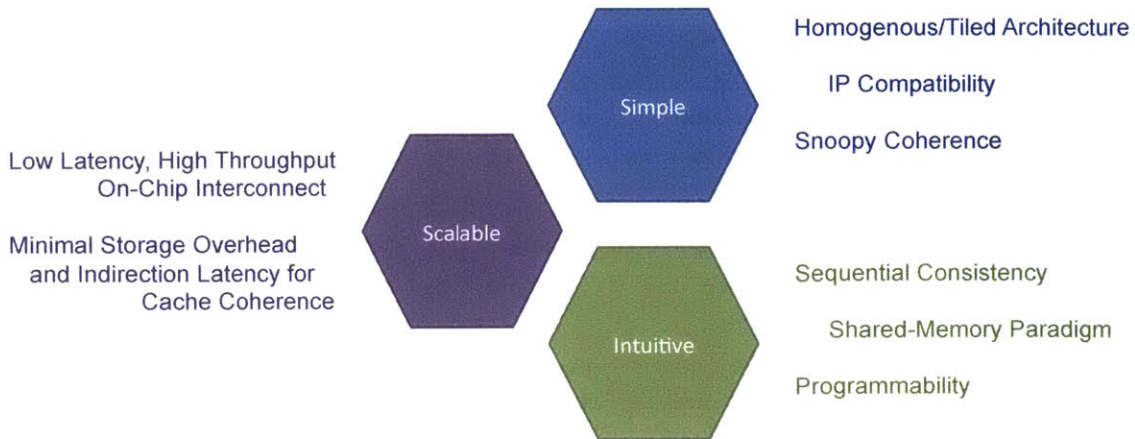 Low Latency, High Throughput
On-Chip Interconnect
Minimal Storage Overhead
and Indirection Latency for
Cache Coherence
Scalable
Simple
Homogenous/Tiled Architecture
IP Compatibility
Snoopy Coherence
Intuitive
Sequential Consistency
Shared-Memory Paradigm
Programmability